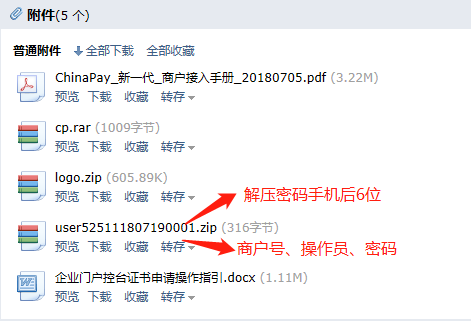 附件(5 个)
普通附件 全部下载 全部收藏
ChinaPay_新一代_商户接入手册_20180705.pdf (3.22M)
预览 下载 收藏 转存
cp.rar (1009字节)
预览 下载 收藏 转存
logo.zip (605.89K)
预览 下载 收藏 转存
解压密码手机后6位
user525111807190001.zip (316字节)
预览 下载 收藏 转存
商户号、操作员、密码
企业门户控台证书申请操作指引.docx (1.11M)
预览 下载 收藏 转存